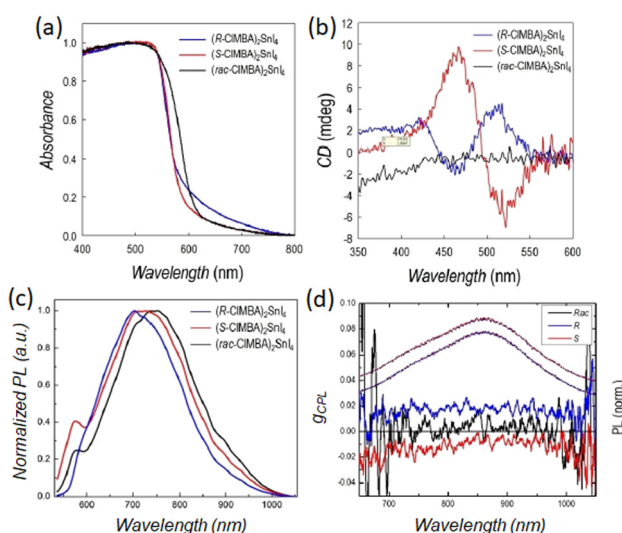 (a)
(R-ClMBA)2SnI4
(S-ClMBA)2SnI4
(rac-ClMBA)2SnI4
Absorbance
1.0
0.8
0.6
0.4
0.2
0.0
400 500 600 700 800
Wavelength (nm)
(b)
(R-ClMBA)2SnI4
(S-ClMBA)2SnI4
(rac-ClMBA)2SnI4
CD (mdeg)
12
10
8
6
4
2
0
-2
-4
-6
-8
350 400 450 500 550 600
Wavelength (nm)
(c)
(R-ClMBA)2SnI4
(S-ClMBA)2SnI4
(rac-ClMBA)2SnI4
Normalized PL (a.u.)
1.0
0.8
0.6
0.4
0.2
0.0
600 700 800 900 1000
Wavelength (nm)
(d)
Rac
R
S
gCPL
0.10
0.08
0.06
0.04
0.02
0.00
-0.02
-0.04
PL (norm.)
700 800 900 1000
Wavelength (nm)